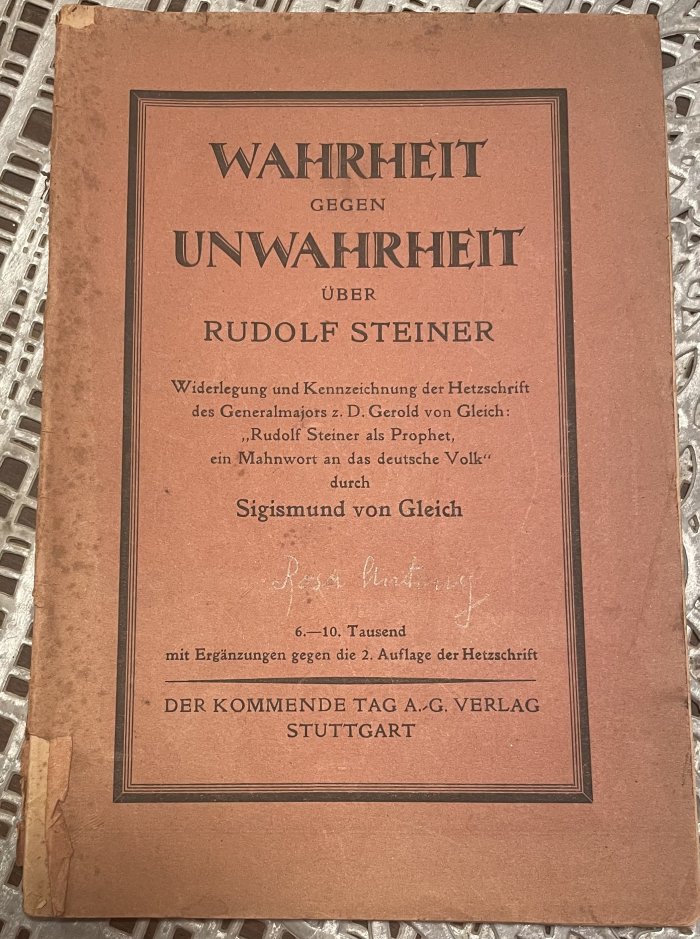 WAHRHEIT
GEGEN
UNWAHRHEIT
ÜBER
RUDOLF STEINER
Widerlegung und Kennzeichnung der Hetzschrift
des Generalmajors z. D. Gerold von Gleich:
„Rudolf Steiner als Prophet,
ein Mahnwort an das deutsche Volk“
durch
Sigismund von Gleich
Rosa
6.—10. Tausend
mit Ergänzungen gegen die 2. Auflage der Hetzschrift
DER KOMMENDE TAG A.-G. VERLAG
STUTTGART